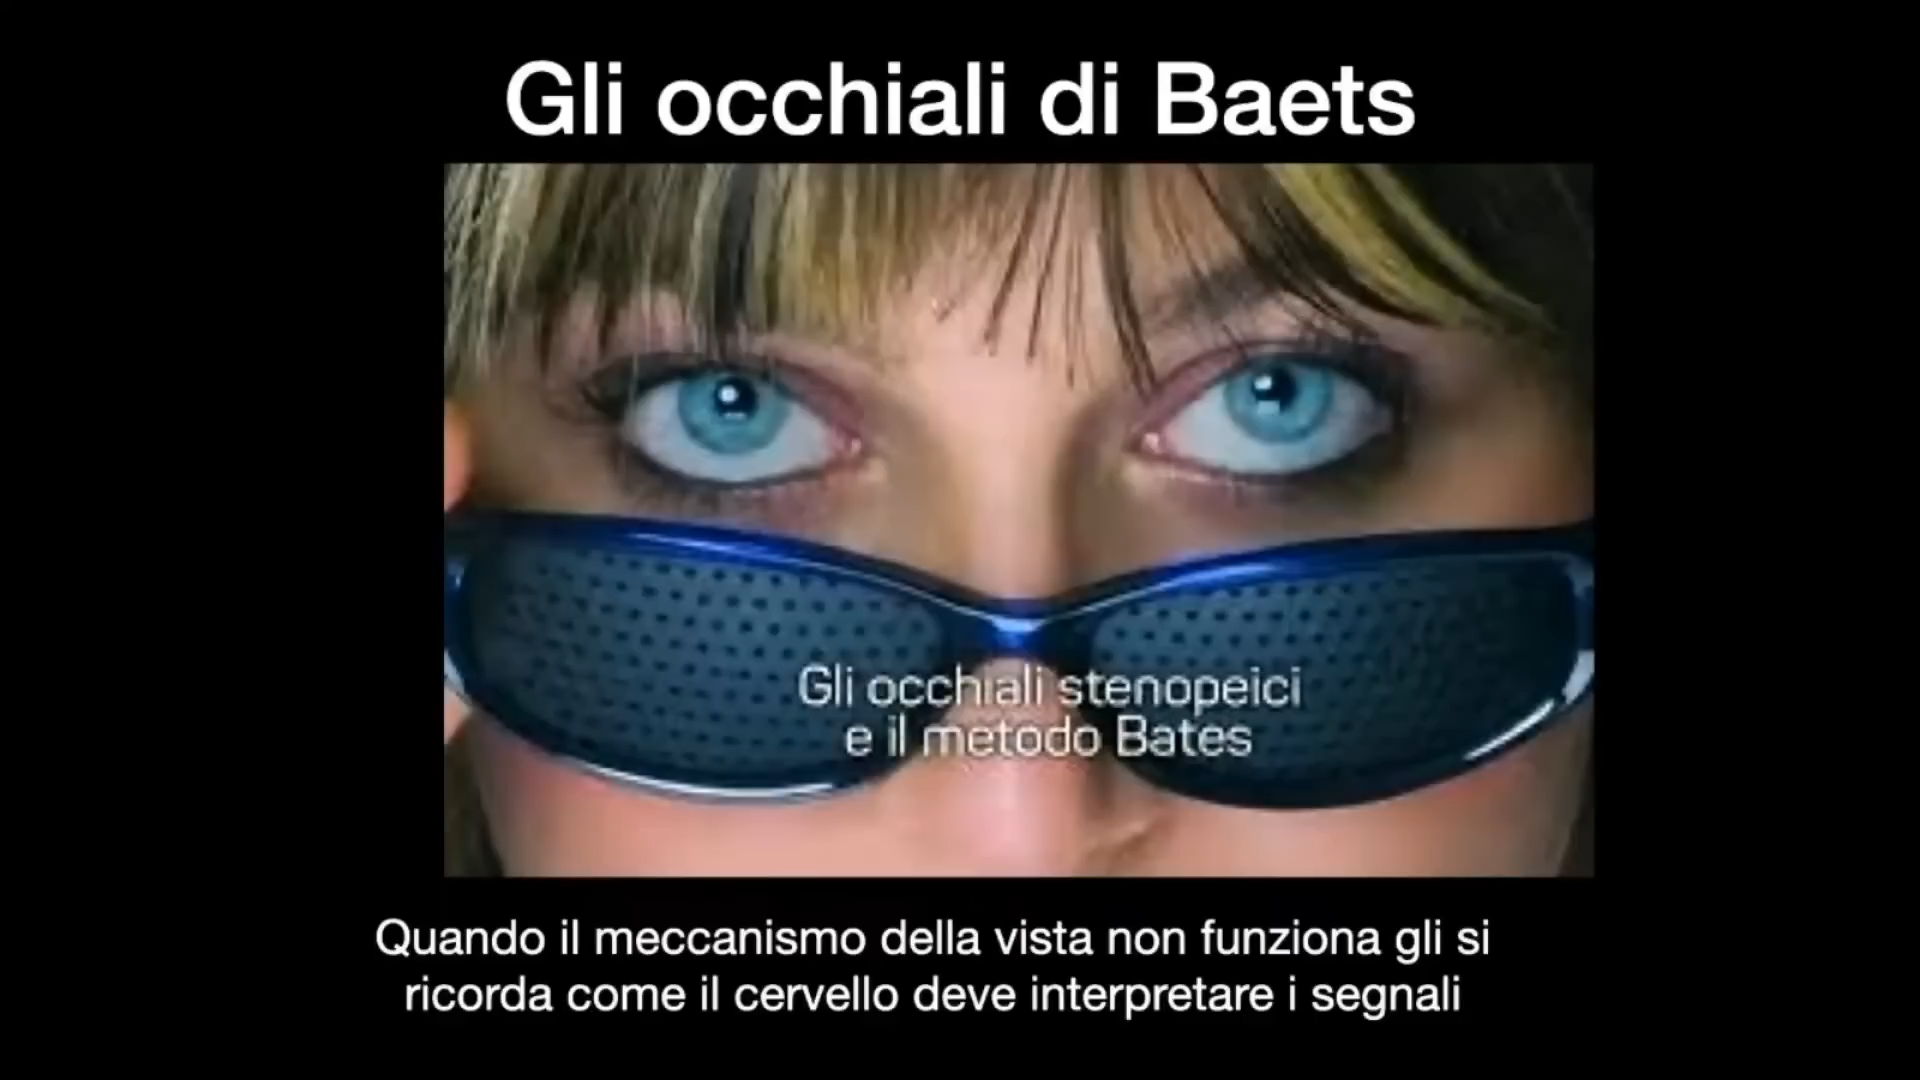 Gli occhiali di Baets
Gli occhiali stenopeici
e il metodo Bates
Quando il meccanismo della vista non funziona gli si
ricorda come il cervello deve interpretare i segnali